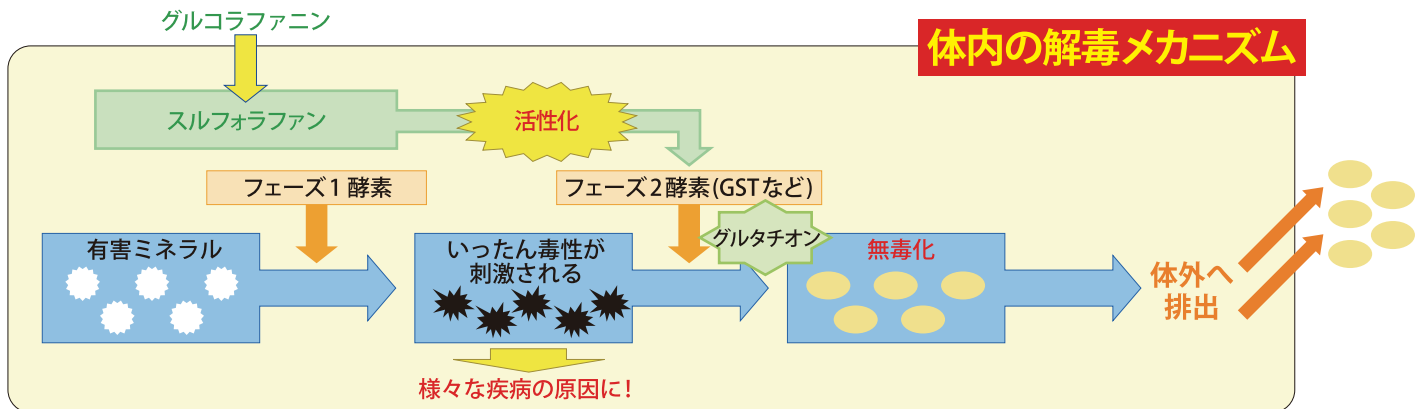 グルコラファニン
体内の解毒メカニズム
スルフォラファン
活性化
フェーズ1酵素
フェーズ2酵素(GSTなど)
グルタチオン
有害ミネラル
いったん毒性が
刺激される
無毒化
体外へ
排出
様々な疾病の原因に!